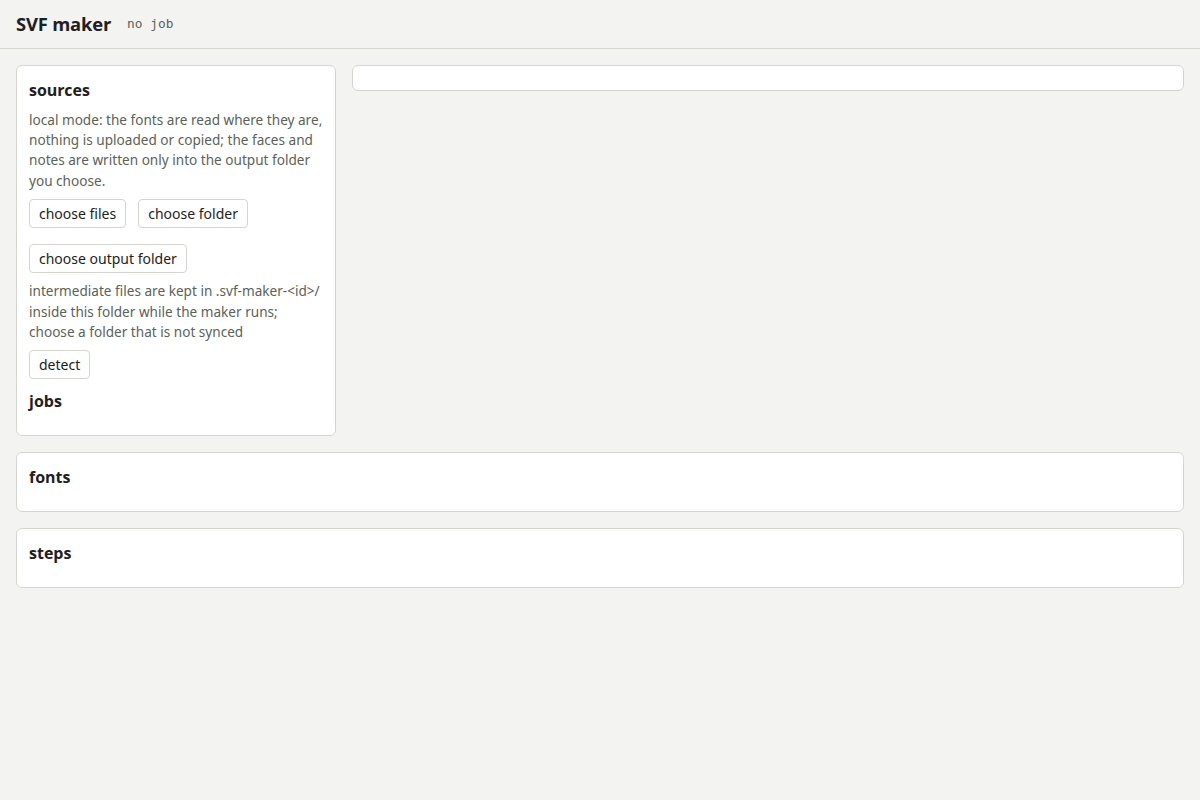 SVF maker no job
sources
local mode: the fonts are read where they are,
nothing is uploaded or copied; the faces and
notes are written only into the output folder
you choose.
choose files choose folder
choose output folder
intermediate files are kept in .svf-maker-<id>/
inside this folder while the maker runs;
choose a folder that is not synced
detect
jobs
fonts
steps